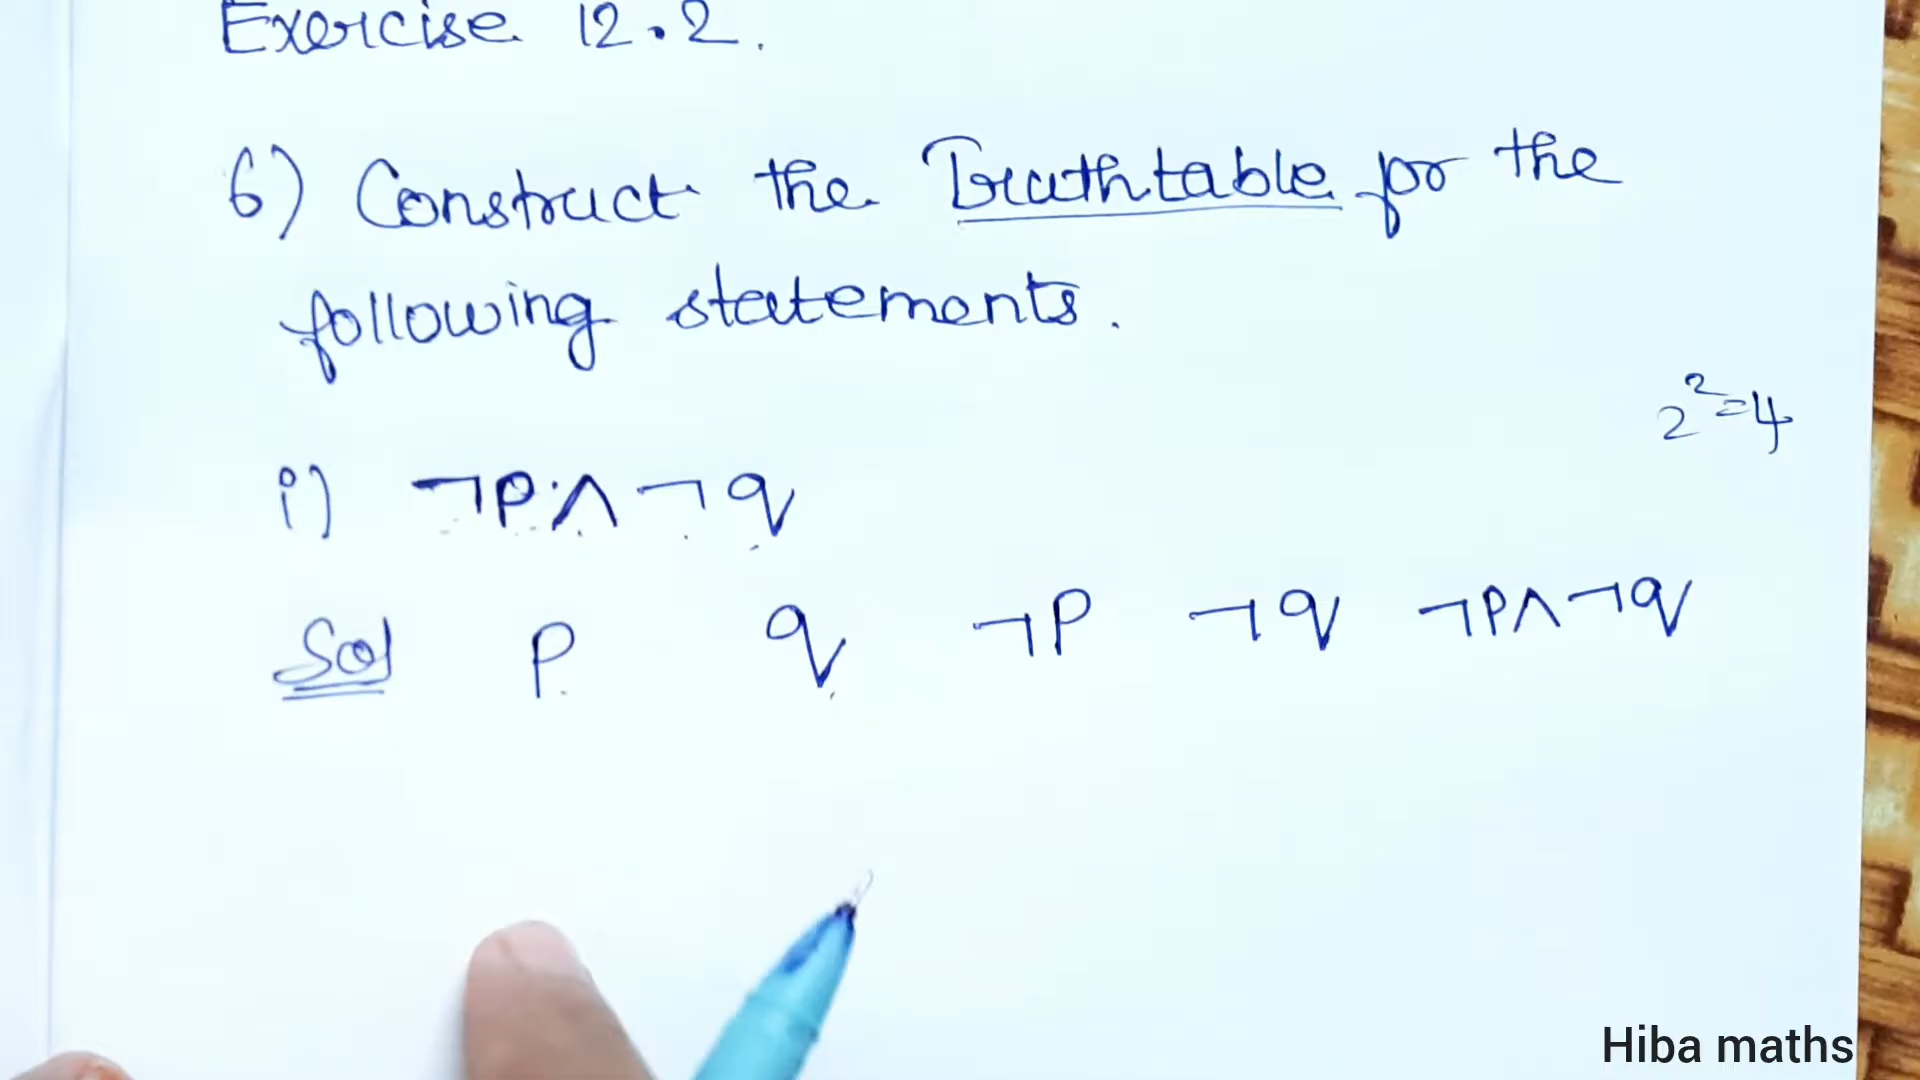 Exercise 12.2.
6) Construct the Truthtable for the
following statements.
2²=4
i) ¬p∧¬q
Sol p q ¬p ¬q ¬p∧¬q
Hiba maths